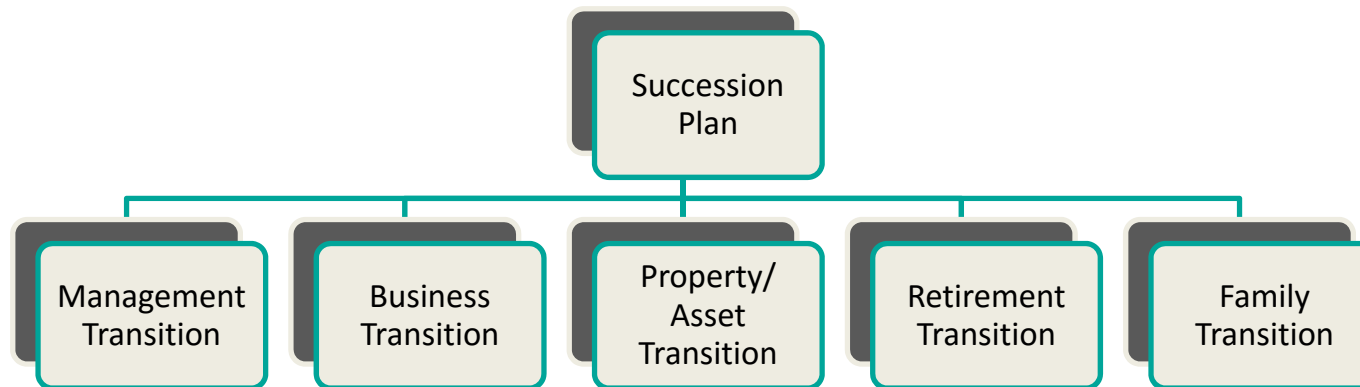 Succession
Plan
Management
Transition
Business
Transition
Property/
Asset
Transition
Retirement
Transition
Family
Transition